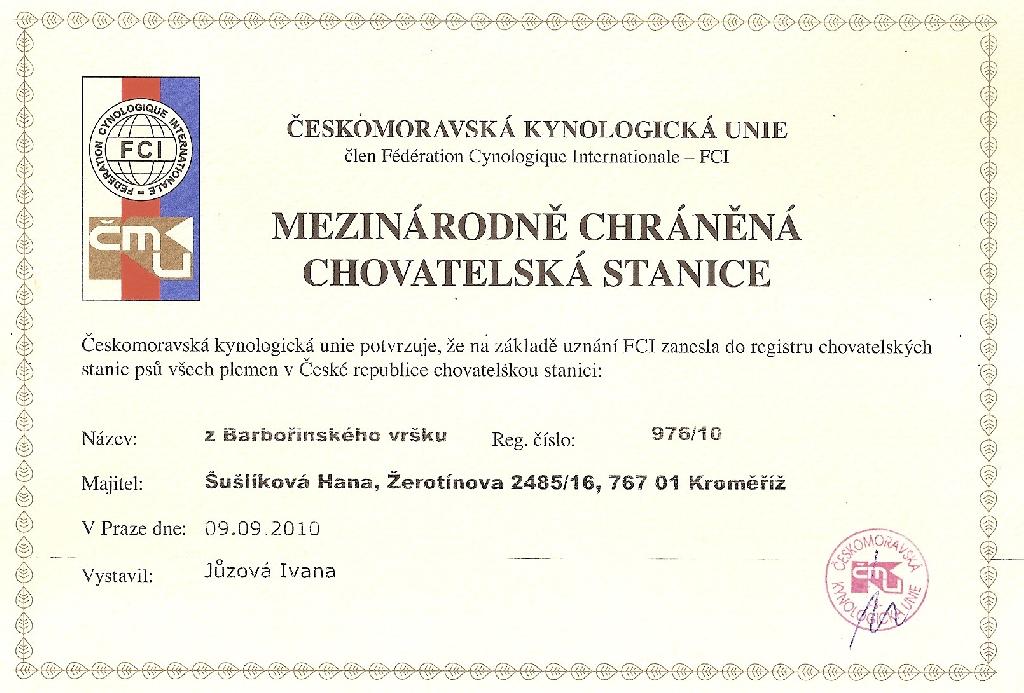 FEDERATION CYNOLOGIQUE INTERNATIONALE
FCI
čmku
ČESKOMORAVSKÁ KYNOLOGICKÁ UNIE
člen Fédération Cynologique Internationale – FCI
MEZINÁRODNĚ CHRÁNĚNÁ
CHOVATELSKÁ STANICE
Českomoravská kynologická unie potvrzuje, že na základě uznání FCI zanesla do registru chovatelských
stanic psů všech plemen v České republice chovatelskou stanici:
Název: z Barbořinského vršku Reg. číslo: 976/10
Majitel: Šušlíková Hana, Žerotínova 2485/16, 767 01 Kroměříž
V Praze dne: 09.09.2010
Vystavil: Jůzová Ivana
ČESKOMORAVSKÁ
čmku
KYNOLOGICKÁ UNIE